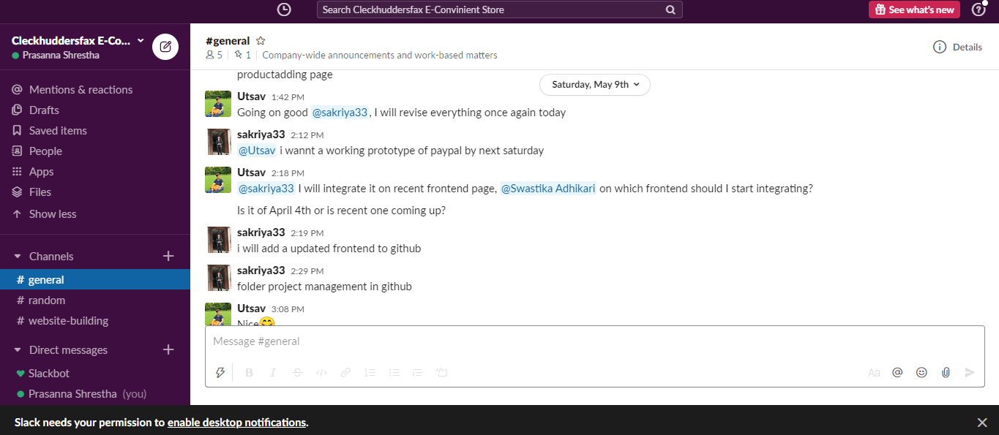 Search Cleckhuddersfax E-Convinient Store
See what's new
Cleckhuddersfax E-Co...
Prasanna Shrestha
Mentions & reactions
Drafts
Saved items
People
Apps
Files
Show less
Channels
# general
# random
# website-building
Direct messages
Slackbot
Prasanna Shrestha (you)
#general
5 | 1 | Company-wide announcements and work-based matters
Details
productadding page
Saturday, May 9th
Utsav 1:42 PM
Going on good @sakriya33, I will revise everything once again today
sakriya33 2:12 PM
@Utsav i wannt a working prototype of paypal by next saturday
Utsav 2:18 PM
@sakriya33 I will integrate it on recent frontend page, @Swastika Adhikari on which frontend should I start integrating?
Is it of April 4th or is recent one coming up?
sakriya33 2:19 PM
i will add a updated frontend to github
sakriya33 2:29 PM
folder project management in github
Utsav 3:08 PM
Nice
Message #general
B I S </>
Aa @
Slack needs your permission to enable desktop notifications.